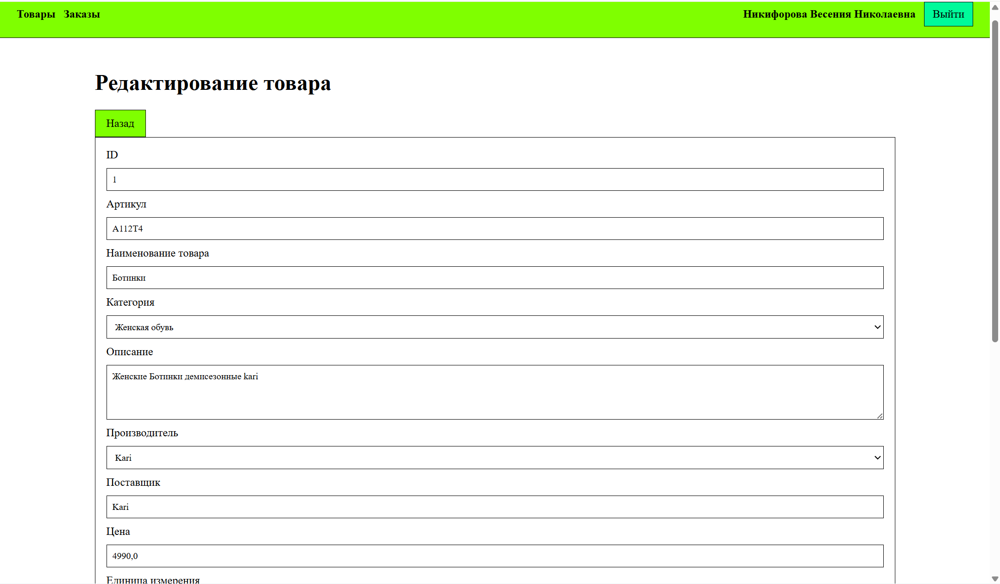 Товары Заказы Никифорова Весения Николаевна Выйти
Редактирование товара
Назад
ID
1
Артикул
А112Т4
Наименование товара
Ботинки
Категория
Женская обувь
Описание
Женские Ботинки демисезонные kari
Производитель
Kari
Поставщик
Kari
Цена
4990,0
Единица измерения